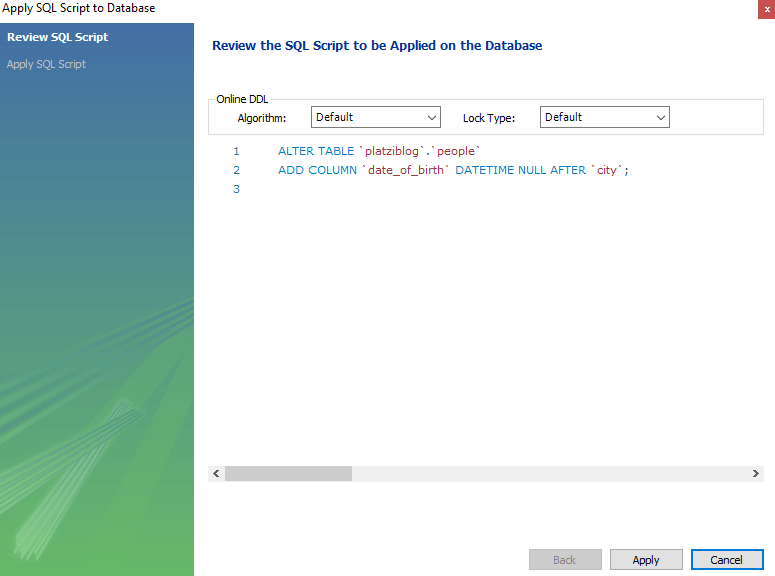 Apply SQL Script to Database
x
Review SQL Script
Apply SQL Script
Review the SQL Script to be Applied on the Database
Online DDL
Algorithm: Default Lock Type: Default
1 ALTER TABLE `platziblog`.`people`
2 ADD COLUMN `date_of_birth` DATETIME NULL AFTER `city`;
3
Back Apply Cancel